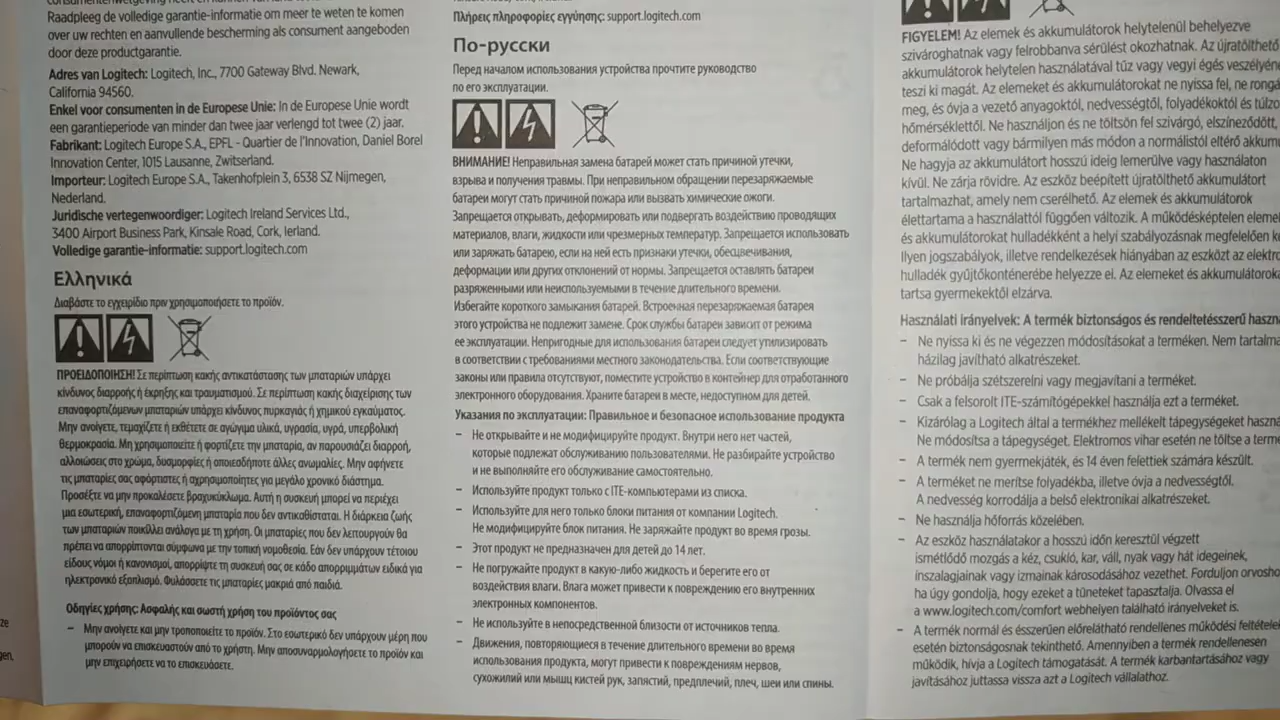 Raadpleeg de volledige garantie-informatie om meer te weten te komen
over uw rechten en aanvullende bescherming als consument aangeboden
door deze productgarantie.
Adres van Logitech: Logitech, Inc., 7700 Gateway Blvd. Newark,
California 94560.
Enkel voor consumenten in de Europese Unie: In de Europese Unie wordt
een garantieperiode van minder dan twee jaar verlengd tot twee (2) jaar.
Fabrikant: Logitech Europe S.A., EPFL - Quartier de l'Innovation, Daniel Borel
Innovation Center, 1015 Lausanne, Zwitserland.
Importeur: Logitech Europe S.A., Takenhofplein 3, 6538 SZ Nijmegen,
Nederland.
Juridische vertegenwoordiger: Logitech Ireland Services Ltd.,
3400 Airport Business Park, Kinsale Road, Cork, Ierland.
Volledige garantie-informatie: support.logitech.com
Ελληνικά
Διαβάστε το εγχειρίδιο πριν χρησιμοποιήσετε το προϊόν.
ΠΡΟΕΙΔΟΠΟΙΗΣΗ! Σε περίπτωση κακής αντικατάστασης των μπαταριών υπάρχει
κίνδυνος διαρροής ή έκρηξης και τραυματισμού. Σε περίπτωση κακής διαχείρισης των
επαναφορτιζόμενων μπαταριών υπάρχει κίνδυνος πυρκαγιάς ή χημικού εγκαύματος.
Μην ανοίγετε, τεμαχίζετε ή εκθέτετε σε αγώγιμα υλικά, υγρασία, υγρά, υπερβολική
θερμοκρασία. Μη χρησιμοποιήσετε ή φορτίζετε την μπαταρία, αν παρουσιάζει διαρροή,
αλλοιώσεις στο χρώμα, δυσμορφίες ή οποιεσδήποτε άλλες ανωμαλίες. Μην αφήνετε
τις μπαταρίες σας αφόρτιστες ή αχρησιμοποίητες για μεγάλο χρονικό διάστημα.
Προσέξτε να μην προκαλέσετε βραχυκύκλωμα. Αυτή η συσκευή μπορεί να περιέχει
μια εσωτερική, επαναφορτιζόμενη μπαταρία που δεν αντικαθίσταται. Η διάρκεια ζωής
των μπαταριών ποικίλλει ανάλογα με τη χρήση. Οι μπαταρίες που δεν λειτουργούν θα
πρέπει να απορρίπτονται σύμφωνα με την τοπική νομοθεσία. Εάν δεν υπάρχουν τέτοιου
είδους νόμοι ή κανονισμοί, απορρίψτε τη συσκευή σας σε κάδο απορριμμάτων ειδικά για
ηλεκτρονικό εξοπλισμό. Φυλάσσετε τις μπαταρίες μακριά από παιδιά.
Οδηγίες χρήσης: Ασφαλής και σωστή χρήση του προϊόντος σας
– Μην ανοίγετε και μην τροποποιείτε το προϊόν. Στο εσωτερικό δεν υπάρχουν μέρη που
μπορούν να επισκευαστούν από το χρήστη. Μην αποσυναρμολογήσετε το προϊόν και
μην επιχειρήσετε να το επισκευάσετε.
Πλήρεις πληροφορίες εγγύησης: support.logitech.com
По-русски
Перед началом использования устройства прочтите руководство
по его эксплуатации.
ВНИМАНИЕ! Неправильная замена батарей может стать причиной утечки,
взрыва и получения травмы. При неправильном обращении перезаряжаемые
батареи могут стать причиной пожара или вызвать химические ожоги.
Запрещается открывать, деформировать или подвергать воздействию проводящих
материалов, влаги, жидкости или чрезмерных температур. Запрещается использовать
или заряжать батарею, если на ней есть признаки утечки, обесцвечивания,
деформации или других отклонений от нормы. Запрещается оставлять батареи
разряженными или неиспользуемыми в течение длительного времени.
Избегайте короткого замыкания батарей. Встроенная перезаряжаемая батарея
этого устройства не подлежит замене. Срок службы батареи зависит от режима
ее эксплуатации. Непригодные для использования батареи следует утилизировать
в соответствии с требованиями местного законодательства. Если соответствующие
законы или правила отсутствуют, поместите устройство в контейнер для отработанного
электронного оборудования. Храните батареи в месте, недоступном для детей.
Указания по эксплуатации: Правильное и безопасное использование продукта
– Не открывайте и не модифицируйте продукт. Внутри него нет частей,
которые подлежат обслуживанию пользователями. Не разбирайте устройство
и не выполняйте его обслуживание самостоятельно.
– Используйте продукт только с ITE-компьютерами из списка.
– Используйте для него только блоки питания от компании Logitech.
Не модифицируйте блок питания. Не заряжайте продукт во время грозы.
– Этот продукт не предназначен для детей до 14 лет.
– Не погружайте продукт в какую-либо жидкость и берегите его от
воздействия влаги. Влага может привести к повреждению его внутренних
электронных компонентов.
– Не используйте в непосредственной близости от источников тепла.
– Движения, повторяющиеся в течение длительного времени во время
использования продукта, могут привести к повреждениям нервов,
сухожилий или мышц кистей рук, запястий, предплечий, плеч, шеи или спины.
FIGYELEM! Az elemek és akkumulátorok helytelenül behelyezve
szivároghatnak vagy felrobbanva sérülést okozhatnak. Az újratölthető
akkumulátorok helytelen használatával tűz vagy vegyi égés veszélyén
teszi ki magát. Az elemeket és akkumulátorokat ne nyissa fel, ne rongá
meg, és óvja a vezető anyagoktól, nedvességtől, folyadékoktól és túlzo
hőmérséklettől. Ne használjon és ne töltsön fel szivárgó, elszíneződött,
deformálódott vagy bármilyen más módon a normálistól eltérő akkumu
Ne hagyja az akkumulátort hosszú ideig lemerülve vagy használaton
kívül. Ne zárja rövidre. Az eszköz beépített újratölthető akkumulátort
tartalmazhat, amely nem cserélhető. Az elemek és akkumulátorok
élettartama a használattól függően változik. A működésképtelen elemek
és akkumulátorokat hulladékként a helyi szabályozásnak megfelelően k
Ilyen jogszabályok, illetve rendelkezések hiányában az eszközt az elektro
hulladék gyűjtőkonténerébe helyezze el. Az elemeket és akkumulátoroka
tartsa gyermekektől elzárva.
Használati irányelvek: A termék biztonságos és rendeltetésszerű haszná
– Ne nyissa ki és ne végezzen módosításokat a terméken. Nem tartalma
házilag javítható alkatrészeket.
– Ne próbálja szétszerelni vagy megjavítani a terméket.
– Csak a felsorolt ITE-számítógépekkel használja ezt a terméket.
– Kizárólag a Logitech által a termékhez mellékelt tápegységeket haszná
Ne módosítsa a tápegységet. Elektromos vihar esetén ne töltse a termé
– A termék nem gyermekjáték, és 14 éven felettiek számára készült.
– A terméket ne merítse folyadékba, illetve óvja a nedvességtől.
A nedvesség korrodálja a belső elektronikai alkatrészeket.
– Ne használja hőforrás közelében.
– Az eszköz használatakor a hosszú időn keresztül végzett
ismétlődő mozgás a kéz, csukló, kar, váll, nyak vagy hát idegeinek,
ínszalagjainak vagy izmainak károsodásához vezethet. Forduljon orvosho
ha úgy gondolja, hogy ezeket a tüneteket tapasztalja. Olvassa el
a www.logitech.com/comfort webhelyen található irányelveket is.
– A termék normál és ésszerűen előrelátható rendellenes működési feltételek
esetén biztonságosnak tekinthető. Amennyiben a termék rendellenesen
működik, hívja a Logitech támogatását. A termék karbantartásához vagy
javításához juttassa vissza azt a Logitech vállalathoz.